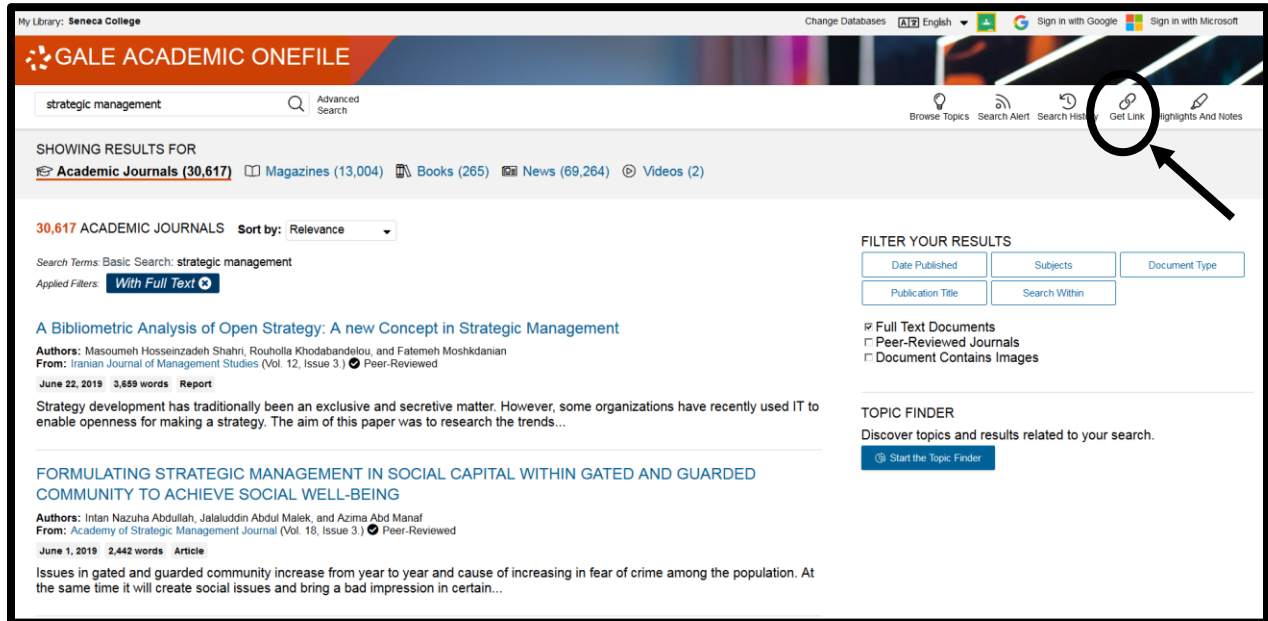 My Library: Seneca College
Change Databases
English
Sign in with Google
Sign in with Microsoft
GALE ACADEMIC ONEFILE
strategic management
Advanced
Search
Browse Topics
Search Alert
Search History
Get Link
Highlights And Notes
SHOWING RESULTS FOR
Academic Journals (30,617) Magazines (13,004) Books (265) News (69,264) Videos (2)
30,617 ACADEMIC JOURNALS Sort by: Relevance
Search Terms: Basic Search: strategic management
Applied Filters: With Full Text
A Bibliometric Analysis of Open Strategy: A new Concept in Strategic Management
Authors: Masoumeh Hosseinzadeh Shahri, Rouholla Khodabandelou, and Fatemeh Moshkdanian
From: Iranian Journal of Management Studies (Vol. 12, Issue 3.) Peer-Reviewed
June 22, 2019 3,659 words Report
Strategy development has traditionally been an exclusive and secretive matter. However, some organizations have recently used IT to
enable openness for making a strategy. The aim of this paper was to research the trends...
FORMULATING STRATEGIC MANAGEMENT IN SOCIAL CAPITAL WITHIN GATED AND GUARDED
COMMUNITY TO ACHIEVE SOCIAL WELL-BEING
Authors: Intan Nazuha Abdullah, Jalaluddin Abdul Malek, and Azima Abd Manaf
From: Academy of Strategic Management Journal (Vol. 18, Issue 3.) Peer-Reviewed
June 1, 2019 2,442 words Article
Issues in gated and guarded community increase from year to year and cause of increasing in fear of crime among the population. At
the same time it will create social issues and bring a bad impression in certain...
FILTER YOUR RESULTS
Date Published
Subjects
Document Type
Publication Title
Search Within
Full Text Documents
Peer-Reviewed Journals
Document Contains Images
TOPIC FINDER
Discover topics and results related to your search.
Start the Topic Finder